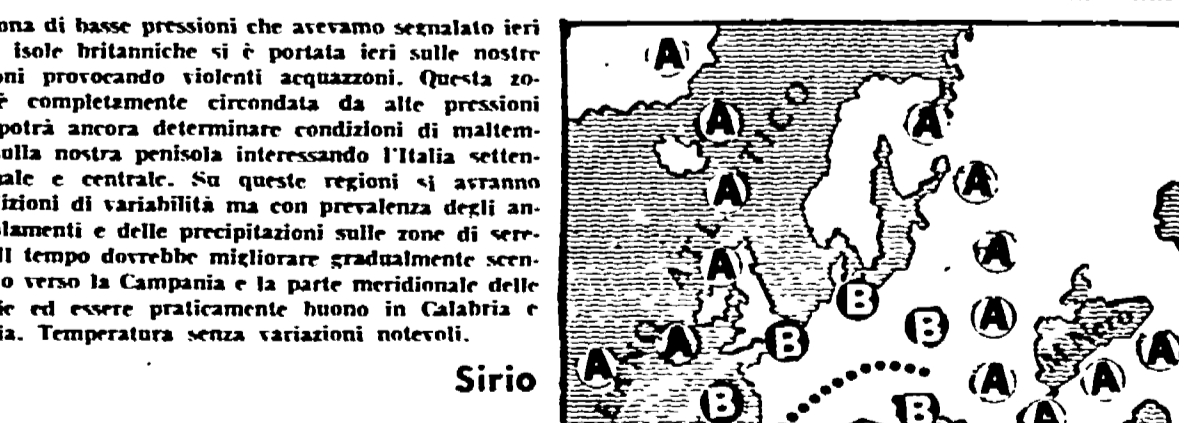 ona di basse pressioni che avevamo segnalato ieri
isole britanniche si è portata ieri sulle nostre
oni provocando violenti acquazzoni. Questa zo-
è completamente circondata da alte pressioni
potrà ancora determinare condizioni di maltem-
sulla nostra penisola interessando l'Italia setten-
nale e centrale. Su queste regioni si avranno
dizioni di variabilità ma con prevalenza degli an-
olamenti e delle precipitazioni sulle zone di sere-
Il tempo dovrebbe migliorare gradualmente scen-
o verso la Campania e la parte meridionale delle
ie ed essere praticamente buono in Calabria e
ia. Temperatura senza variazioni notevoli.
Sirio
A
A
A
A
A
A
A
B
B
A
B
A
A
A
B
A
A
B
A